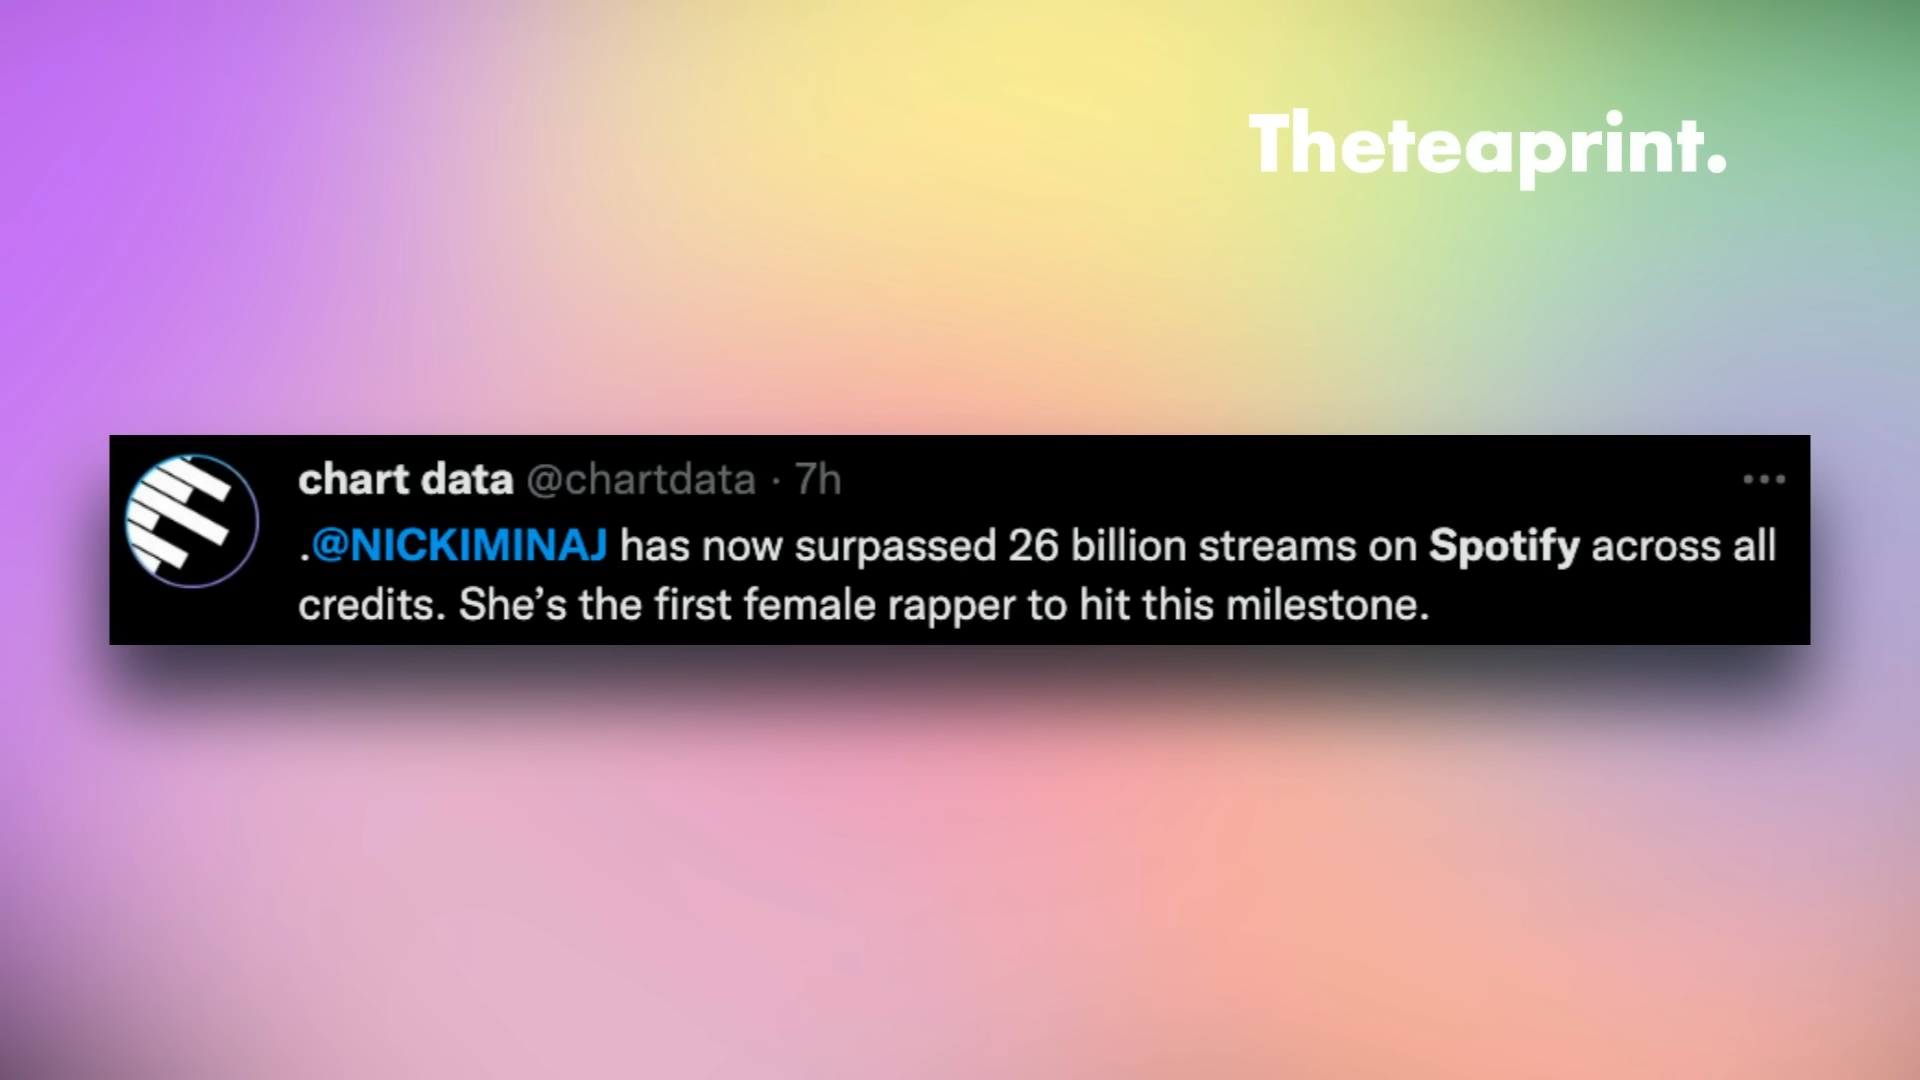 Theteaprint.
chart data @chartdata · 7h
.@NICKIMINAJ has now surpassed 26 billion streams on Spotify across all
credits. She’s the first female rapper to hit this milestone.